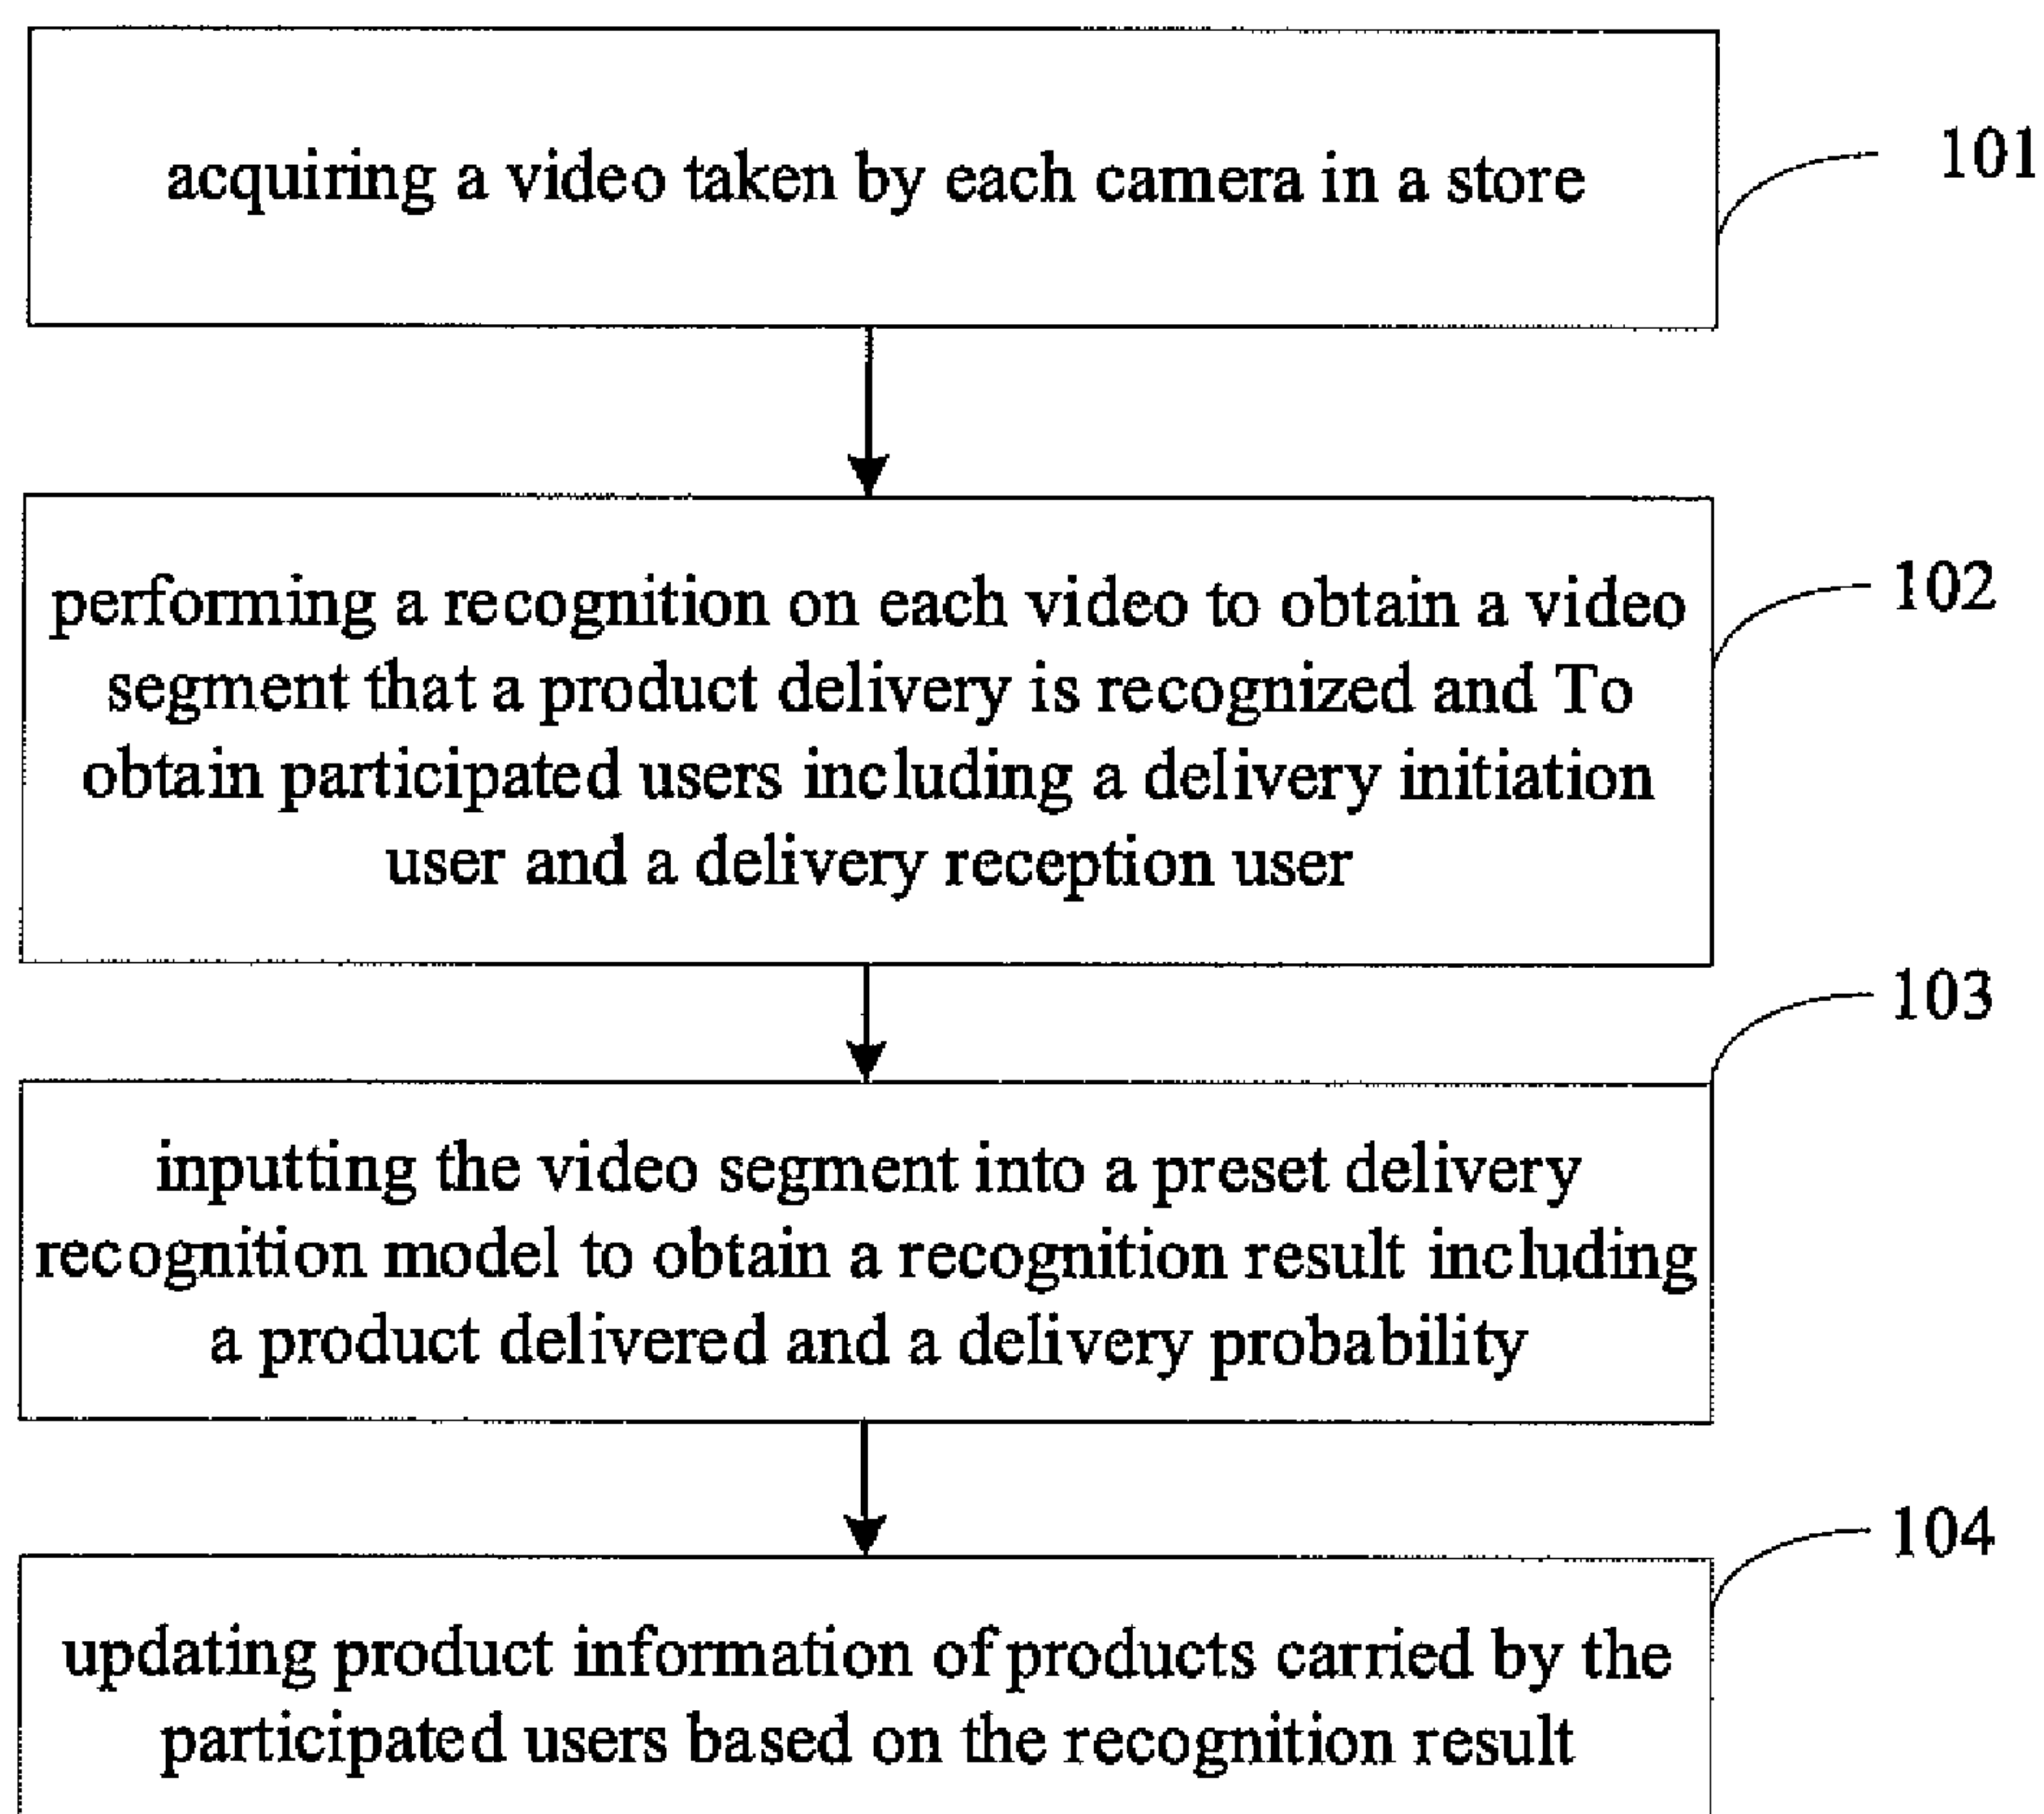 acquiring a video taken by each camera in a store
101
performing a recognition on each video to obtain a video
segment that a product delivery is recognized and To
obtain participated users including a delivery initiation
user and a delivery reception user
102
103
inputting the video segment into a preset delivery
recognition model to obtain a recognition result including
a product delivered and a delivery probability
104
updating product information of products carried by the
participated users based on the recognition result